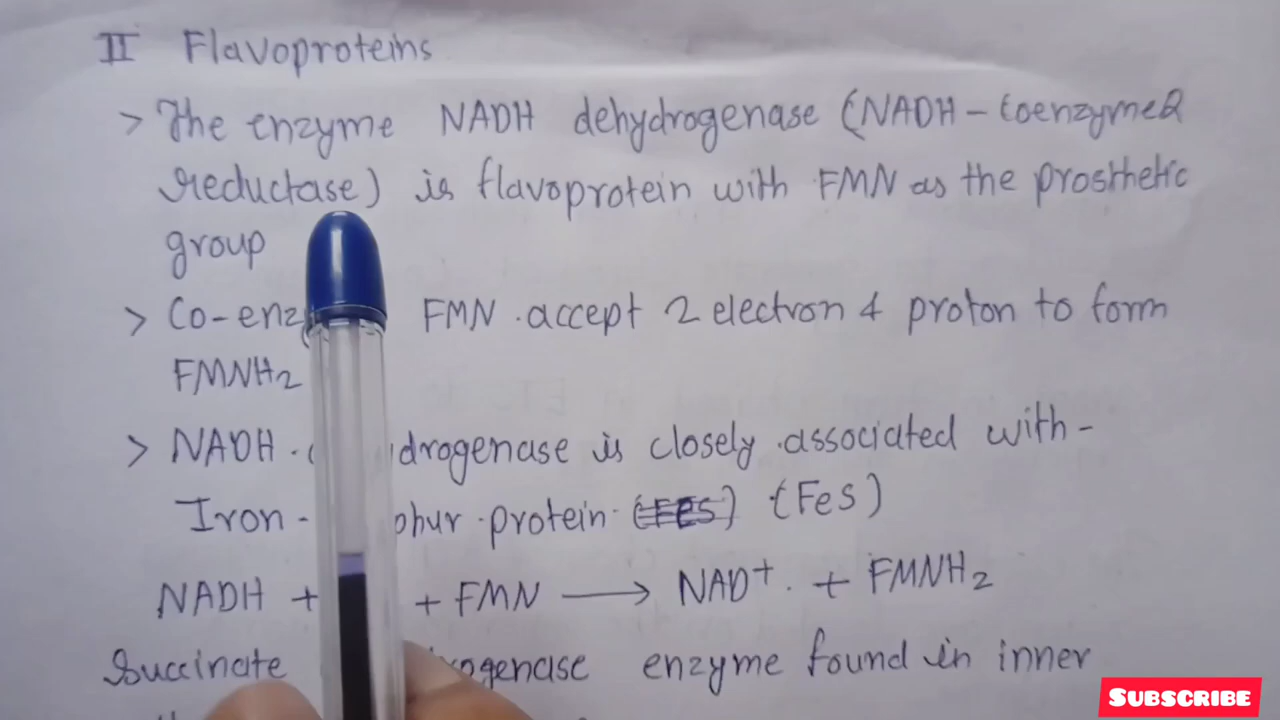 II Flavoproteins
> The enzyme NADH dehydrogenase (NADH - Coenzyme Q
reductase) is flavoprotein with FMN as the prosthetic
group
> Co-enz FMN accept 2 electron & proton to form
FMNH2
> NADH drogenase is closely associated with -
Iron - phur protein (FeS) (FeS)
NADH + + FMN ⟶ NAD+ + FMNH2
Succinate ogenase enzyme found in inner
SUBSCRIBE